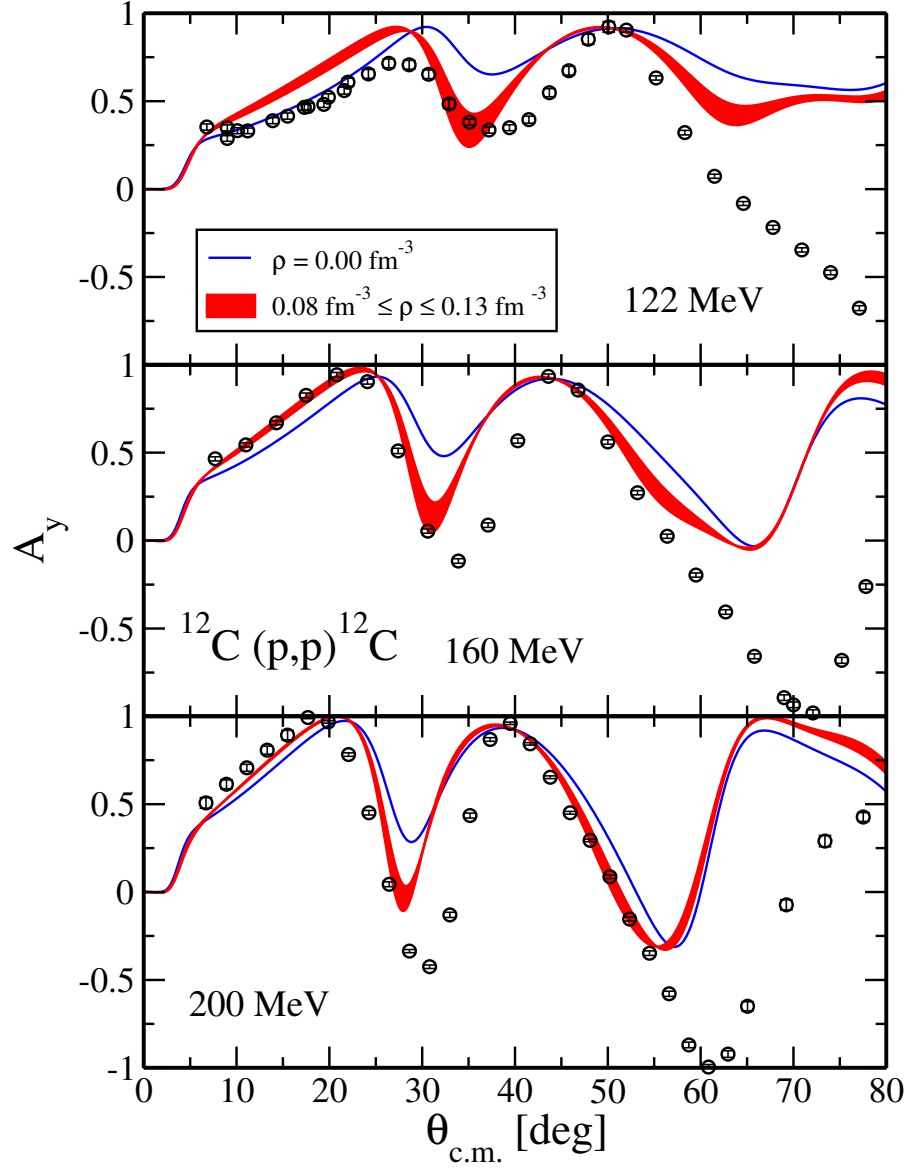 1
0.5
0
-0.5
ρ = 0.00 fm⁻³
0.08 fm⁻³ ≤ ρ ≤ 0.13 fm⁻³
122 MeV
1
0.5
0
-0.5
A_y
¹²C (p,p) ¹²C
160 MeV
1
0.5
0
-0.5
-1
200 MeV
0 10 20 30 40 50 60 70 80
θ_c.m. [deg]